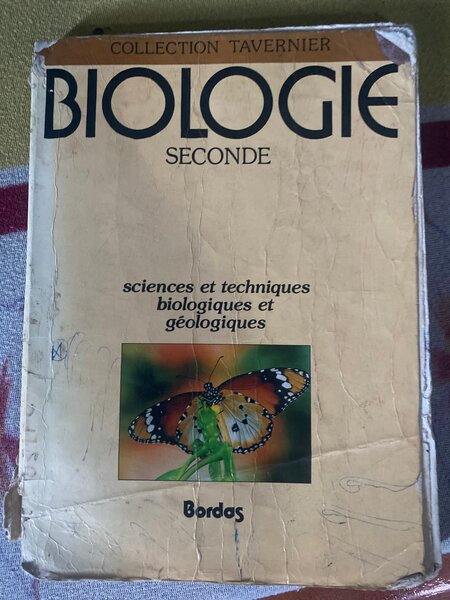 COLLECTION TAVERNIER
BIOLOGIE
SECONDE
sciences et techniques
biologiques et
géologiques
Bordas